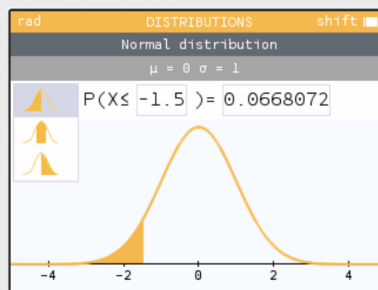 rad DISTRIBUTIONS shift
Normal distribution
μ = 0 σ = 1
P(X≤ -1.5 )= 0.0668072
-4 -2 0 2 4